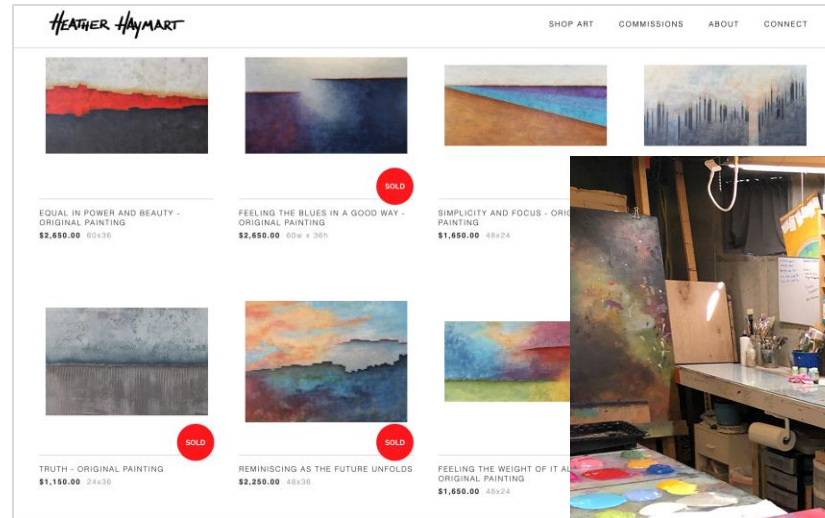 HEATHER HAYMART
SHOP ART COMMISSIONS ABOUT CONNECT
SOLD
EQUAL IN POWER AND BEAUTY -
ORIGINAL PAINTING
$2,650.00 60x36
FEELING THE BLUES IN A GOOD WAY -
ORIGINAL PAINTING
$2,650.00 60w x 36h
SIMPLICITY AND FOCUS -
PAINTING
$1,650.00 48x24
SOLD
SOLD
TRUTH - ORIGINAL PAINTING
$1,150.00 24x36
REMINISCING AS THE FUTURE UNFOLDS
$2,250.00 48x36
FEELING THE WEIGHT OF IT
ORIGINAL PAINTING
$1,650.00 48x24